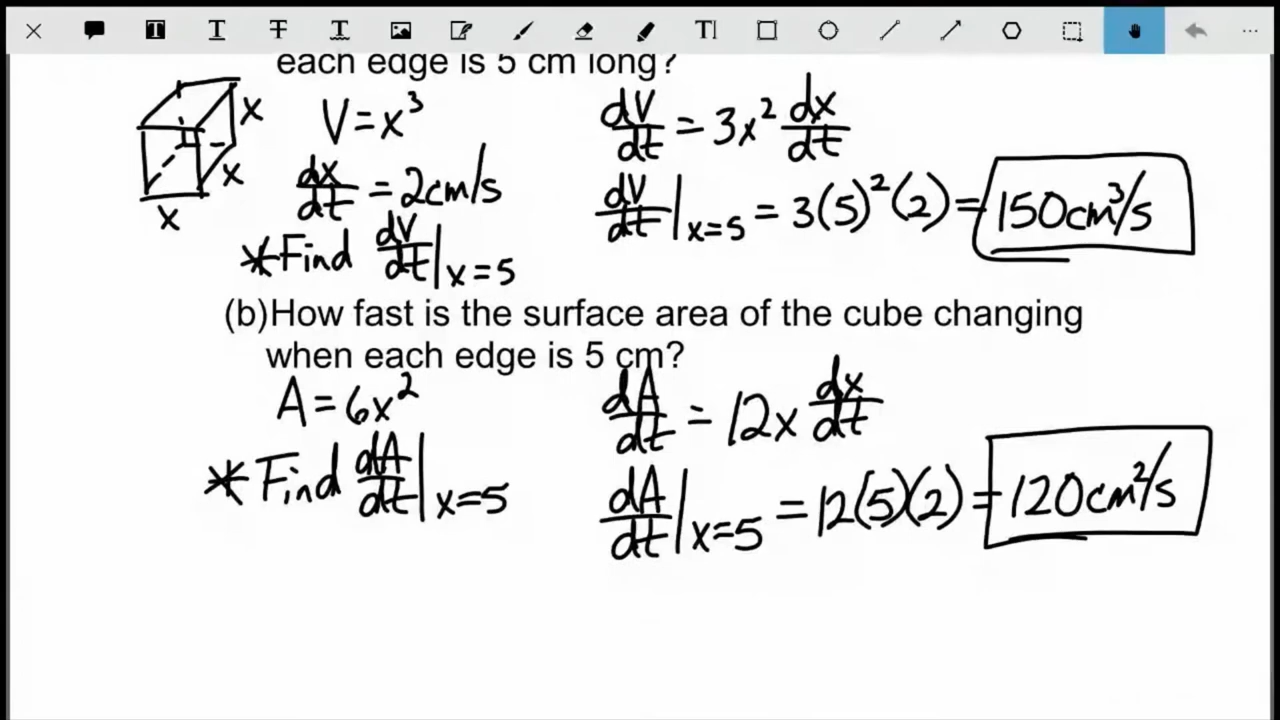 each edge is 5 cm long?
x
x
x
V = x³
dx/dt = 2cm/s
*Find dV/dt|x=5
dV/dt = 3x² dx/dt
dV/dt|x=5 = 3(5)²(2) = 150cm³/s
(b)How fast is the surface area of the cube changing
when each edge is 5 cm?
A = 6x²
*Find dA/dt|x=5
dA/dt = 12x dx/dt
dA/dt|x=5 = 12(5)(2) = 120cm²/s